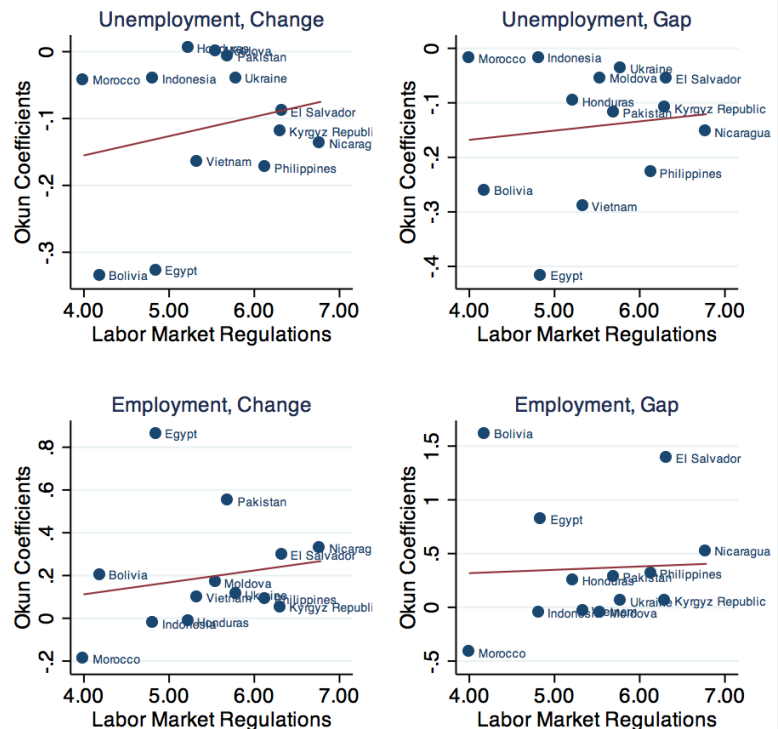 Unemployment, Change
Okun Coefficients
0
-.1
-.2
-.3
Honduras
Moldova
Pakistan
Morocco
Indonesia
Ukraine
El Salvador
Kyrgyz Republi
Nicarag
Vietnam
Philippines
Bolivia
Egypt
4.00 5.00 6.00 7.00
Labor Market Regulations
Unemployment, Gap
Okun Coefficients
0
-.1
-.2
-.3
-.4
Morocco
Indonesia
Ukraine
Moldova
El Salvador
Honduras
Kyrgyz Republic
Pakistan
Nicaragua
Philippines
Bolivia
Vietnam
Egypt
4.00 5.00 6.00 7.00
Labor Market Regulations
Employment, Change
Okun Coefficients
.8
.6
.4
.2
0
-.2
Egypt
Pakistan
Nicarag
El Salvador
Bolivia
Moldova
Ukraine
Vietnam
Philippines
Kyrgyz Republi
Indonesia
Honduras
Morocco
4.00 5.00 6.00 7.00
Labor Market Regulations
Employment, Gap
Okun Coefficients
1.5
1
.5
0
-.5
Bolivia
El Salvador
Egypt
Nicaragua
Philippines
Pakistan
Honduras
Ukraine
Kyrgyz Republic
Indonesia
Vietnam
Moldova
Morocco
4.00 5.00 6.00 7.00
Labor Market Regulations